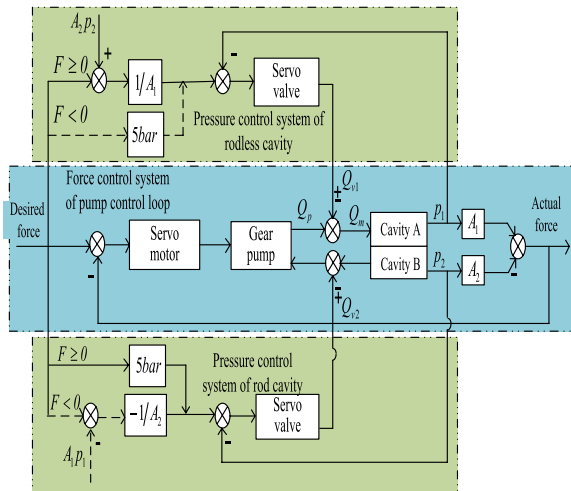 A₂p₂
F≥0
+
1/A₁
-
Servo
valve
F<0
5bar
Pressure control system of
rodless cavity
Force control system
of pump control loop
Desired
force
-
Servo
motor
Gear
pump
Qₚ
±
Qᵥ₁
Qₘ
Cavity A
Cavity B
p₁
A₁
p₂
A₂
-
Actual
force
∓
Qᵥ₂
F≥0
5bar
Pressure control
system of rod cavity
F<0
-1/A₂
-
Servo
valve
A₁p₁
-